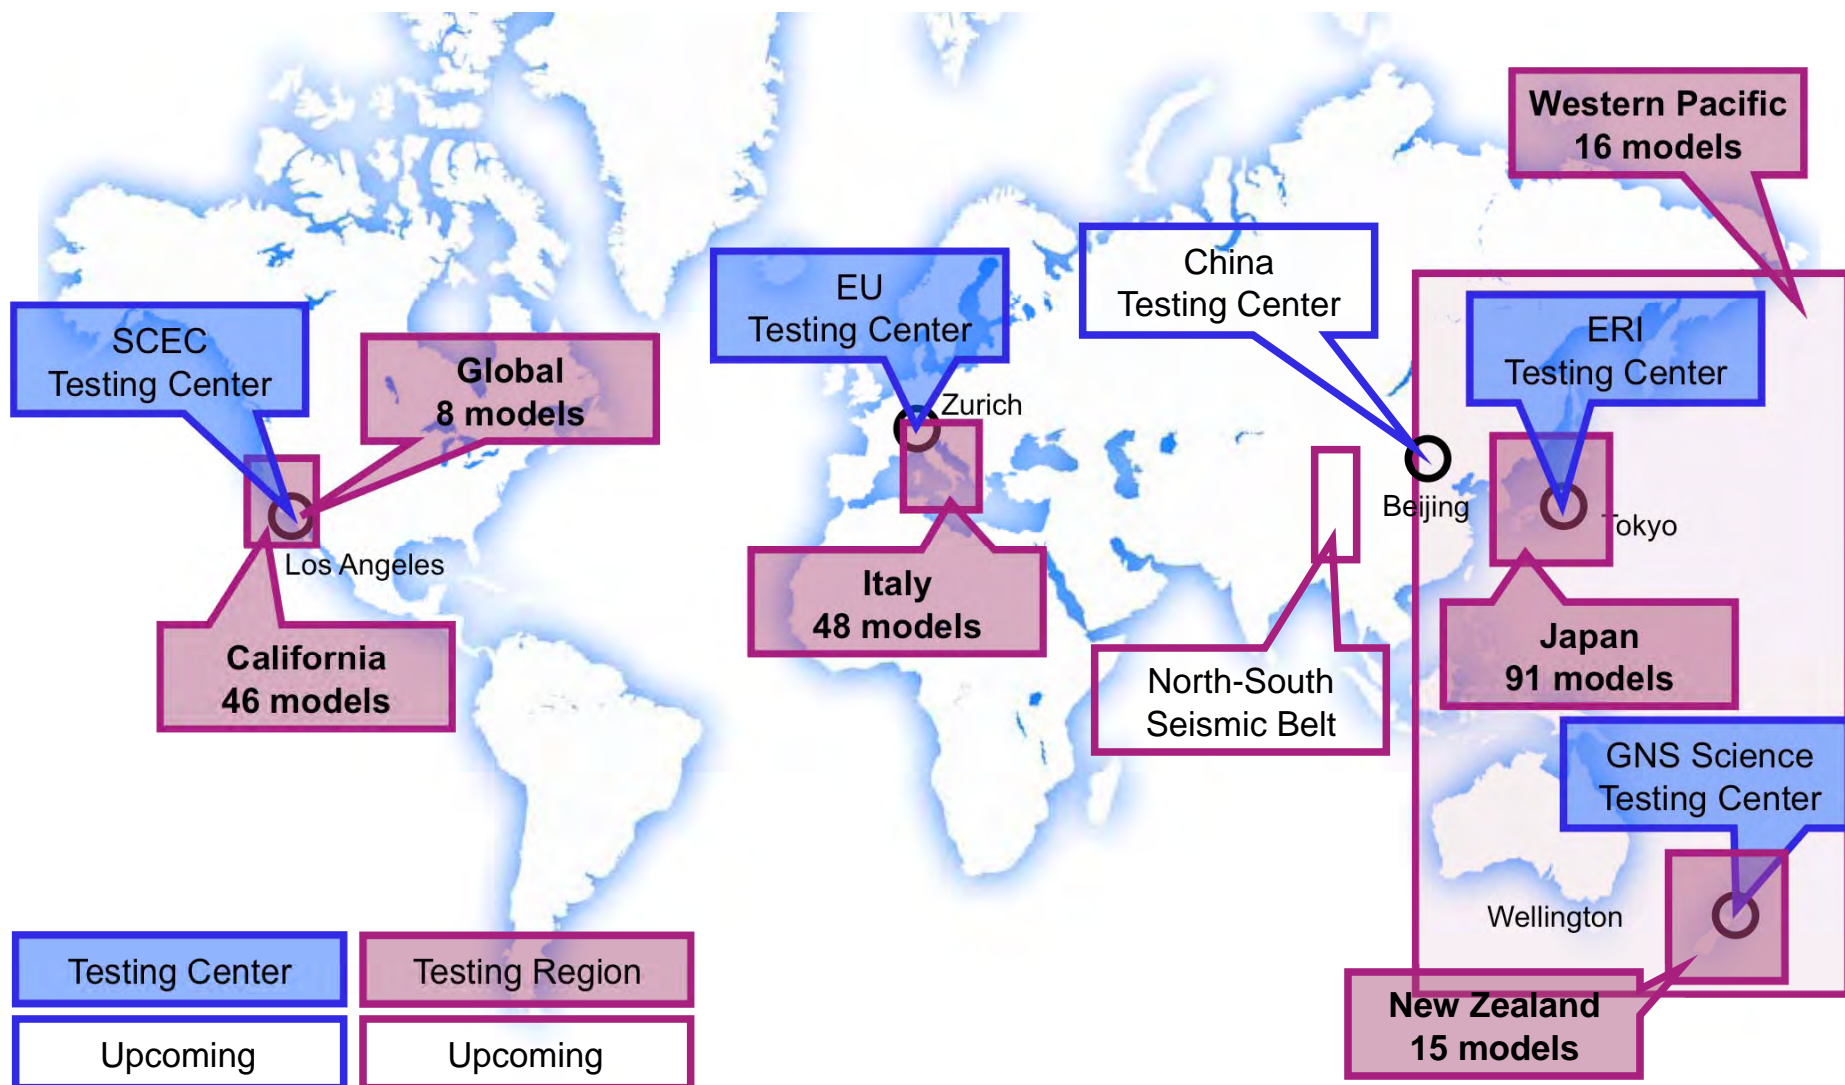 Western Pacific
16 models
China
Testing Center
EU
Testing Center
ERI
Testing Center
SCEC
Testing Center
Global
8 models
Zurich
Beijing
Tokyo
Los Angeles
Italy
48 models
California
46 models
North-South
Seismic Belt
Japan
91 models
GNS Science
Testing Center
Wellington
New Zealand
15 models
Testing Center
Testing Region
Upcoming
Upcoming